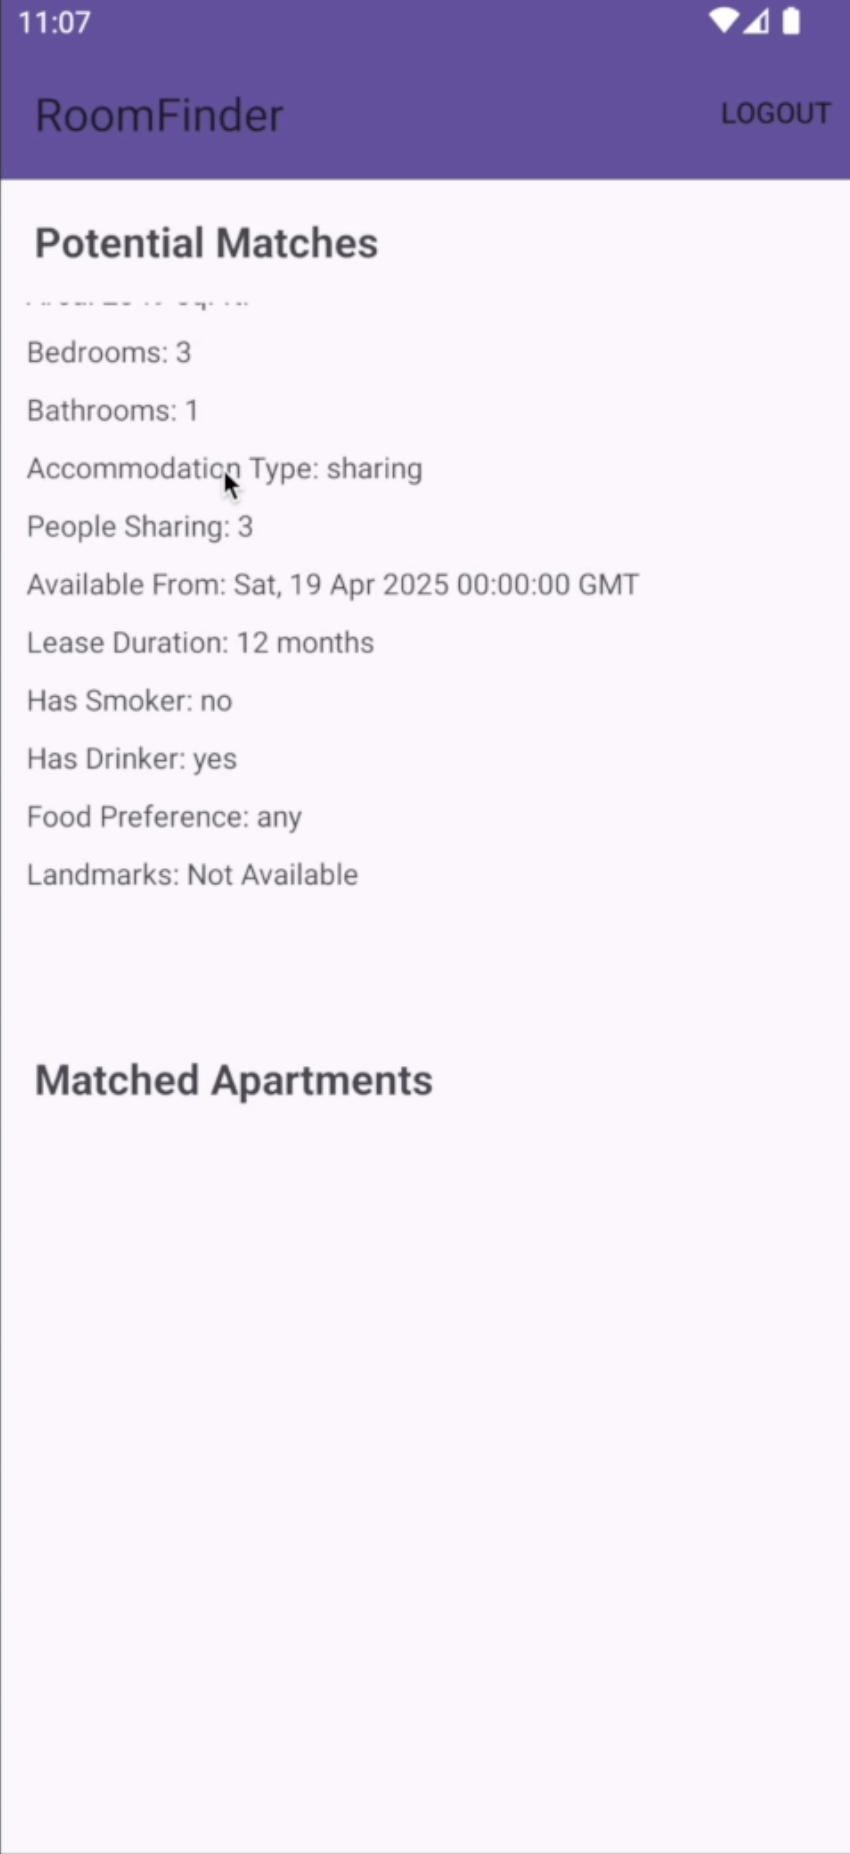 11:07
RoomFinder
LOGOUT
Potential Matches
Bedrooms: 3
Bathrooms: 1
Accommodation Type: sharing
People Sharing: 3
Available From: Sat, 19 Apr 2025 00:00:00 GMT
Lease Duration: 12 months
Has Smoker: no
Has Drinker: yes
Food Preference: any
Landmarks: Not Available
Matched Apartments